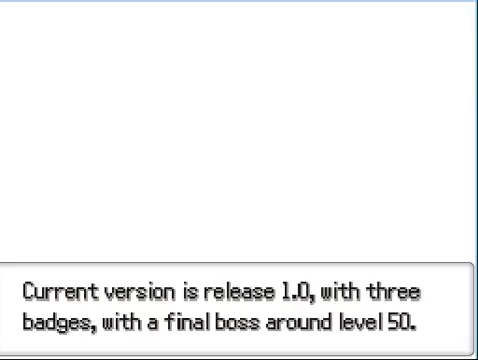 Current version is release 1.0, with three
badges, with a final boss around level 50.